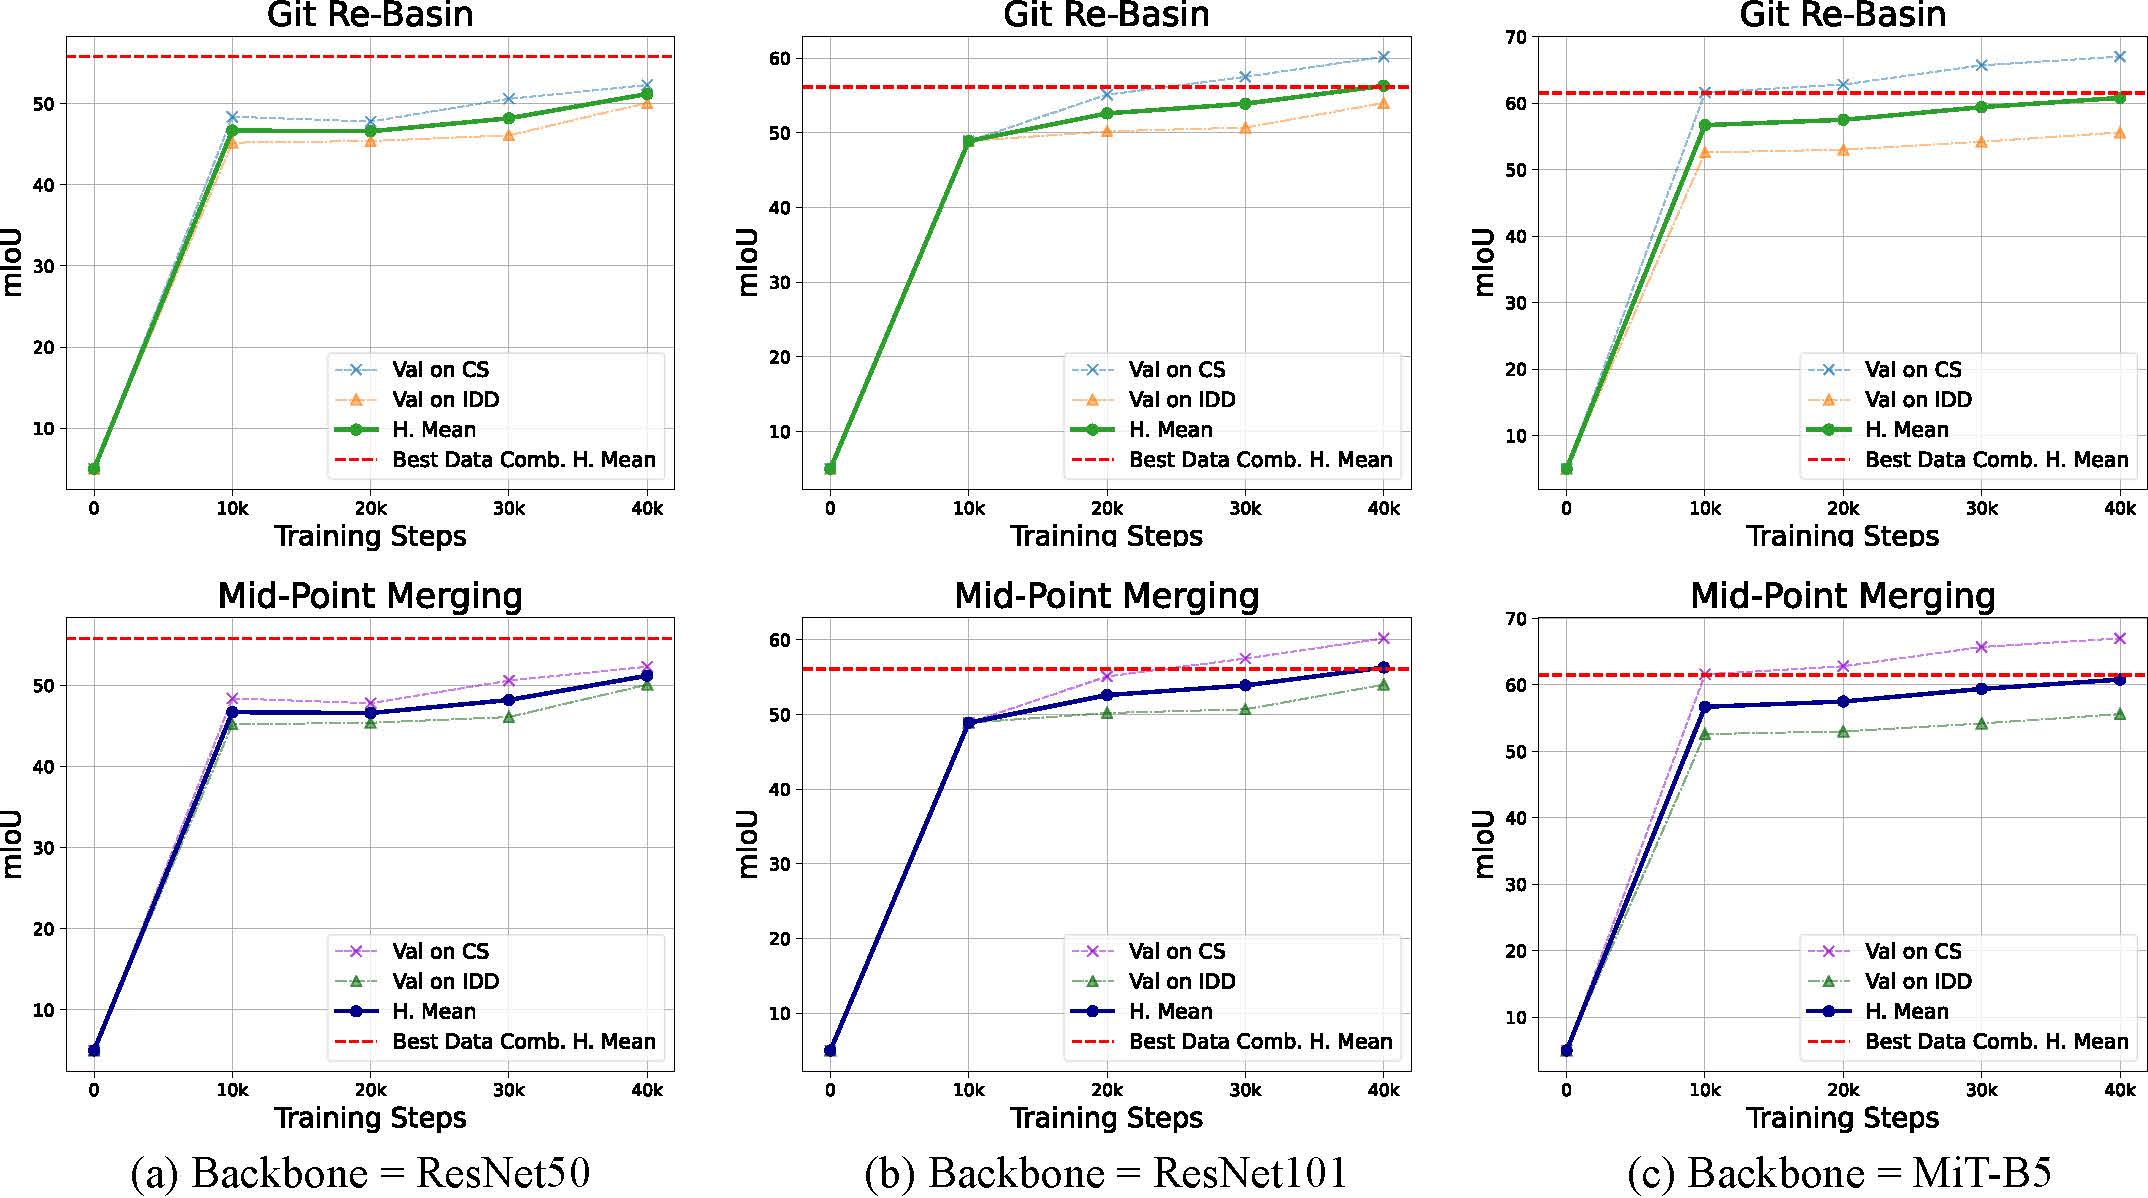 Git Re-Basin
mIoU
50
40
30
20
10
Val on CS
Val on IDD
H. Mean
Best Data Comb. H. Mean
0 10k 20k 30k 40k
Training Steps
Git Re-Basin
mIoU
60
50
40
30
20
10
Val on CS
Val on IDD
H. Mean
Best Data Comb. H. Mean
0 10k 20k 30k 40k
Training Steps
Git Re-Basin
mIoU
70
60
50
40
30
20
10
Val on CS
Val on IDD
H. Mean
Best Data Comb. H. Mean
0 10k 20k 30k 40k
Training Steps
Mid-Point Merging
mIoU
50
40
30
20
10
Val on CS
Val on IDD
H. Mean
Best Data Comb. H. Mean
0 10k 20k 30k 40k
Training Steps
Mid-Point Merging
mIoU
60
50
40
30
20
10
Val on CS
Val on IDD
H. Mean
Best Data Comb. H. Mean
0 10k 20k 30k 40k
Training Steps
Mid-Point Merging
mIoU
70
60
50
40
30
20
10
Val on CS
Val on IDD
H. Mean
Best Data Comb. H. Mean
0 10k 20k 30k 40k
Training Steps
(a) Backbone = ResNet50
(b) Backbone = ResNet101
(c) Backbone = MiT-B5